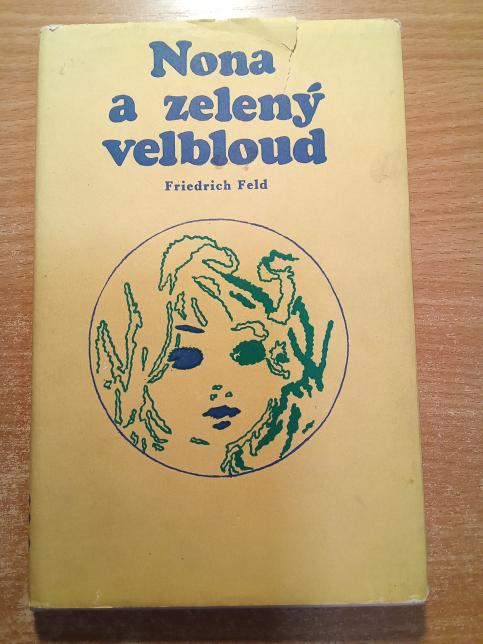 Nona
a zelený
velbloud
Friedrich Feld